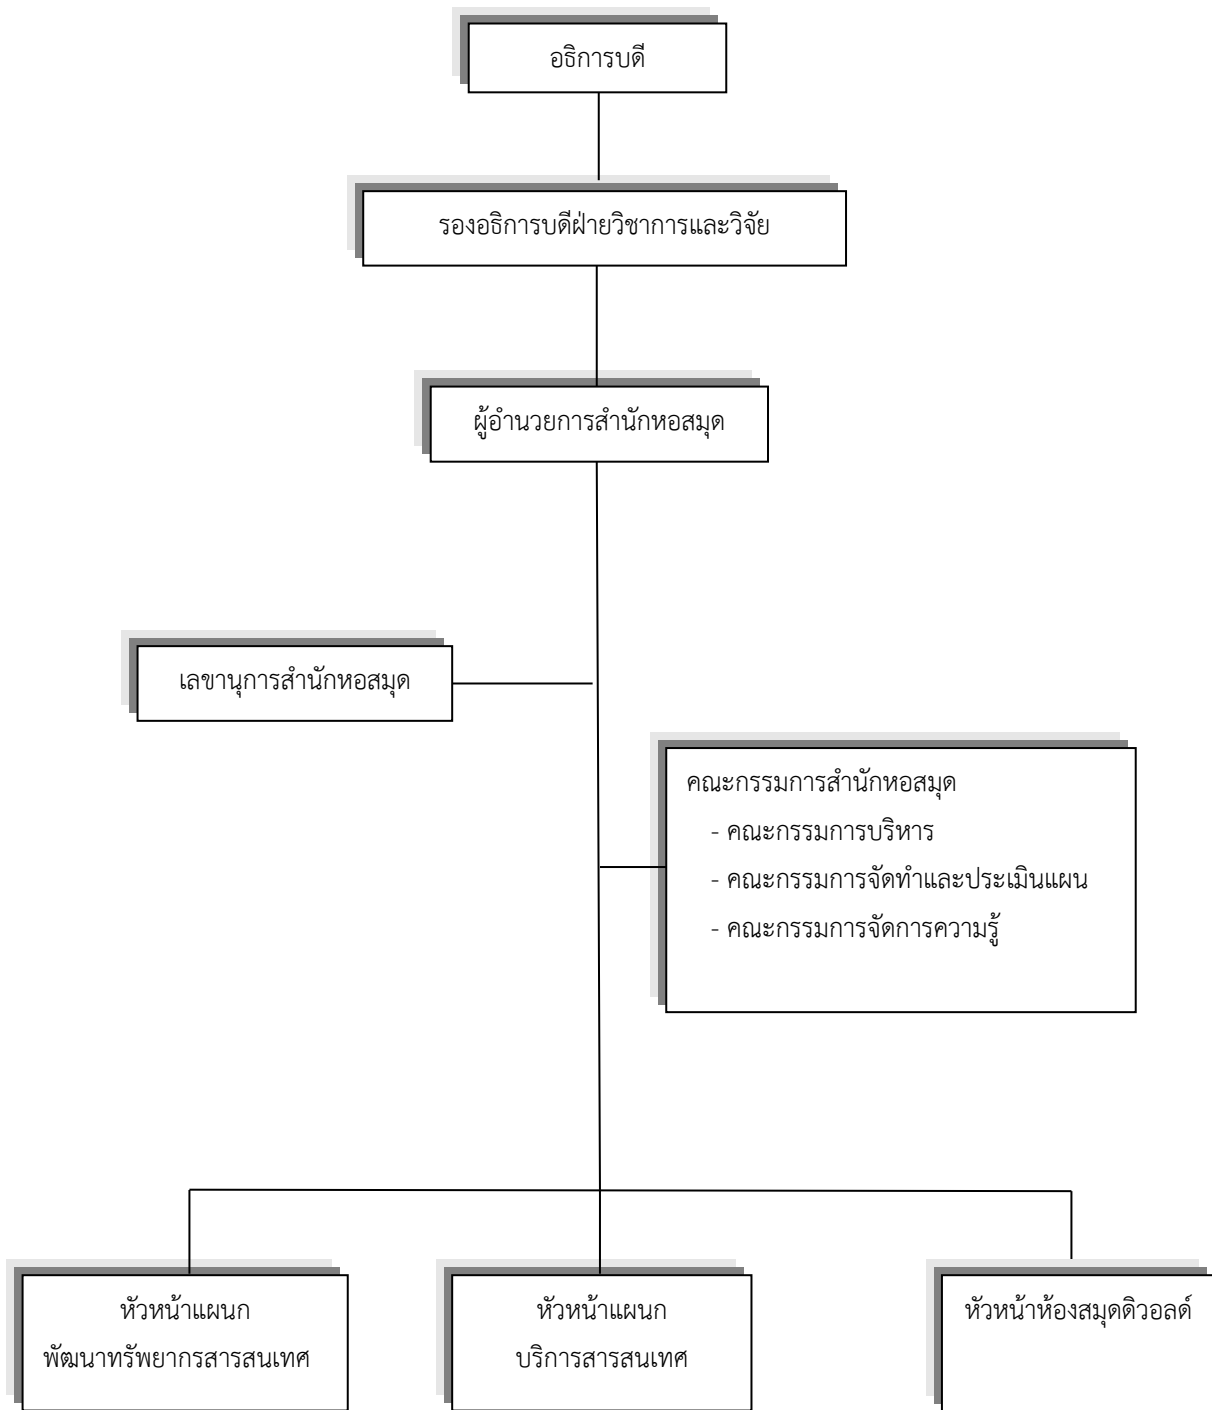 อธิการบดี
รองอธิการบดีฝ่ายวิชาการและวิจัย
ผู้อำนวยการสำนักหอสมุด
เลขานุการสำนักหอสมุด
คณะกรรมการสำนักหอสมุด
- คณะกรรมการบริหาร
- คณะกรรมการจัดทำและประเมินแผน
- คณะกรรมการจัดการความรู้
หัวหน้าแผนก
พัฒนาทรัพยากรสารสนเทศ
หัวหน้าแผนก
บริการสารสนเทศ
หัวหน้าห้องสมุดดิวอลด์